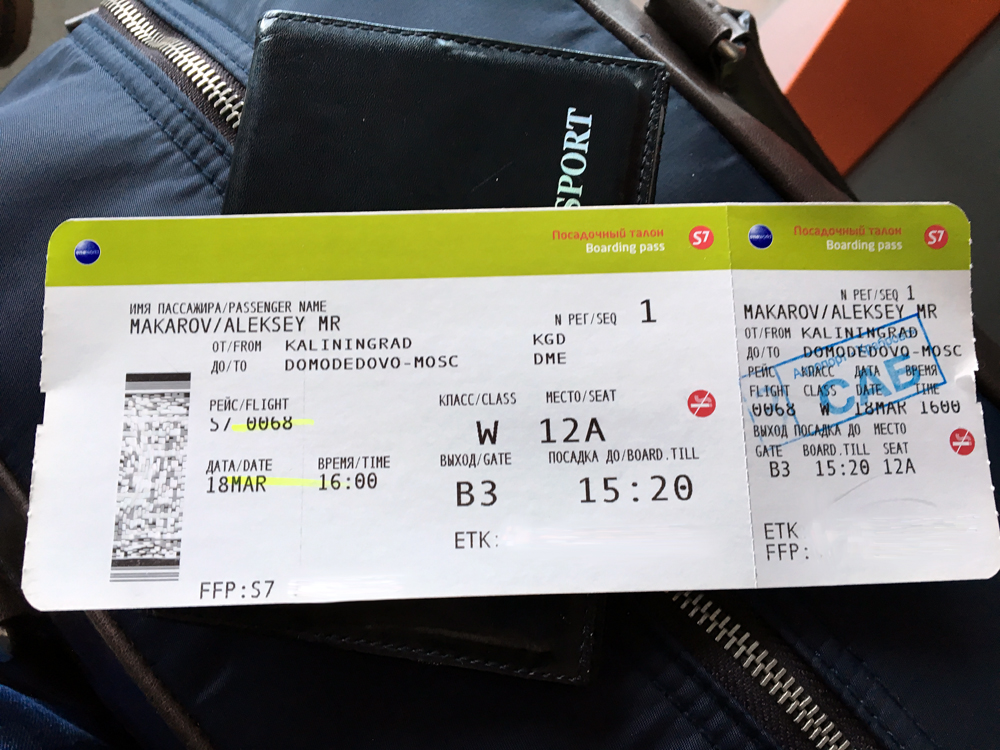 SPORT
Посадочный талон
Boarding pass
S7
ИМЯ ПАССАЖИРА/PASSENGER NAME
MAKAROV/ALEKSEY MR
N РЕГ/SEQ 1
ОТ/FROM KALININGRAD KGD
ДО/TO DOMODEDOVO-MOSC DME
РЕЙС/FLIGHT
S7 0068
КЛАСС/CLASS МЕСТО/SEAT
W 12A
ДАТА/DATE ВРЕМЯ/TIME
18MAR 16:00
ВЫХОД/GATE ПОСАДКА ДО/BOARD.TILL
B3 15:20
ETK:
FFP:S7
Посадочный талон
Boarding pass
S7
N РЕГ/SEQ 1
MAKAROV/ALEKSEY MR
ОТ/FROM KALININGRAD
ДО/TO DOMODEDOVO-MOSC
РЕЙС КЛАСС ДАТА ВРЕМЯ
FLIGHT CLASS DATE TIME
0068 W 18MAR 1600
ВЫХОД ПОСАДКА ДО МЕСТО
GATE BOARD.TILL SEAT
B3 15:20 12A
ETK
FFP:
САБ